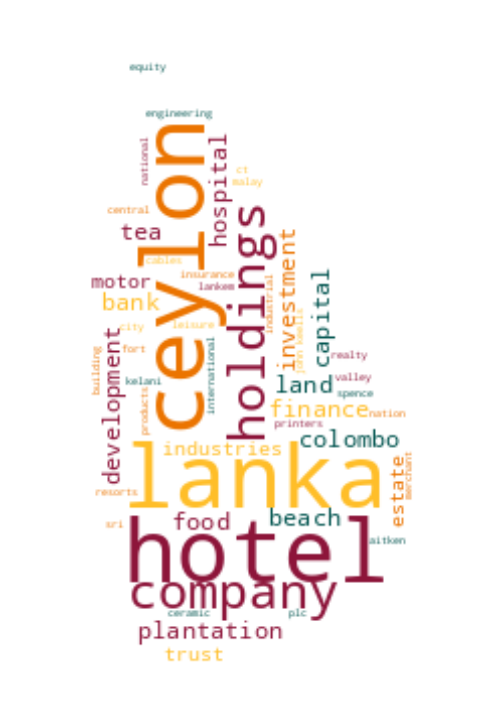 equity
engineering
national
ceylon
hospital
ct
malay
central
tea
holdings
cables
motor
insurance
lankem
industrial
investment
capital
bank
john keells
city
leisure
international
development
fort
building
kelani
products
realty
land
valley
spence
finance
nation
printers
colombo
industries
lanka
estate
merchant
resorts
sri
food
beach
hotel
aitken
company
ceramic
plc
plantation
trust